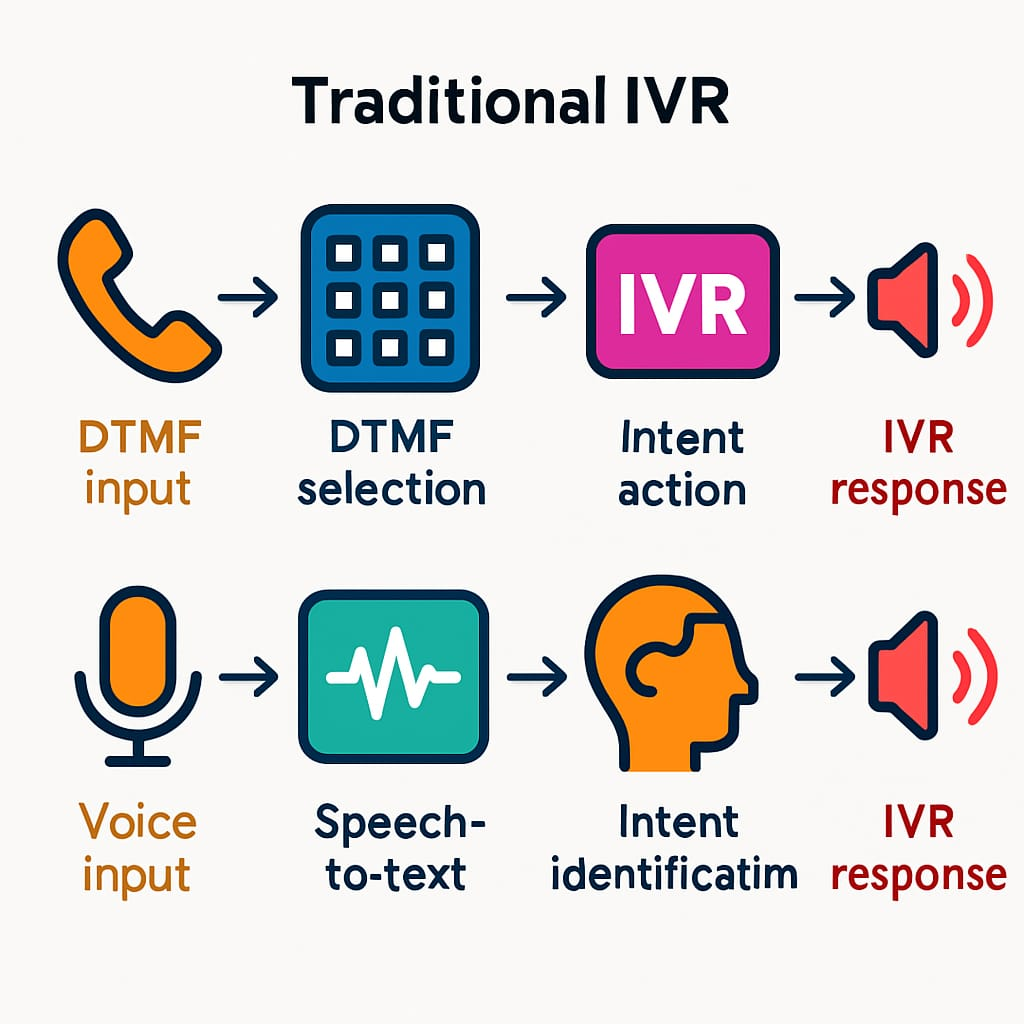 Traditional IVR
IVR
DTMF
input
DTMF
selection
Intent
action
IVR
response
Voice
input
Speech-
to-text
Intent
identificatim
IVR
response